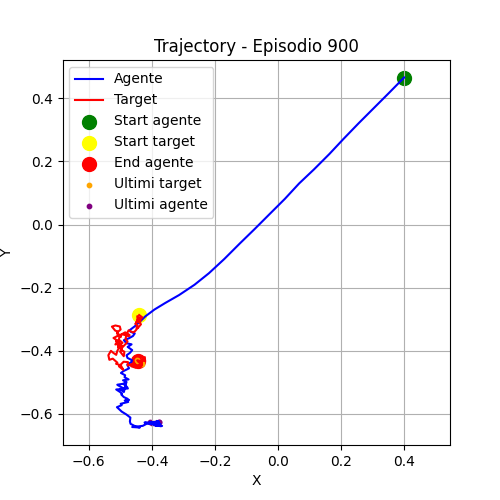 Trajectory - Episodio 900
Agente
Target
Start agente
Start target
End agente
Ultimi target
Ultimi agente
0.4
0.2
0.0
−0.2
−0.4
−0.6
Y
−0.6
−0.4
−0.2
0.0
0.2
0.4
X